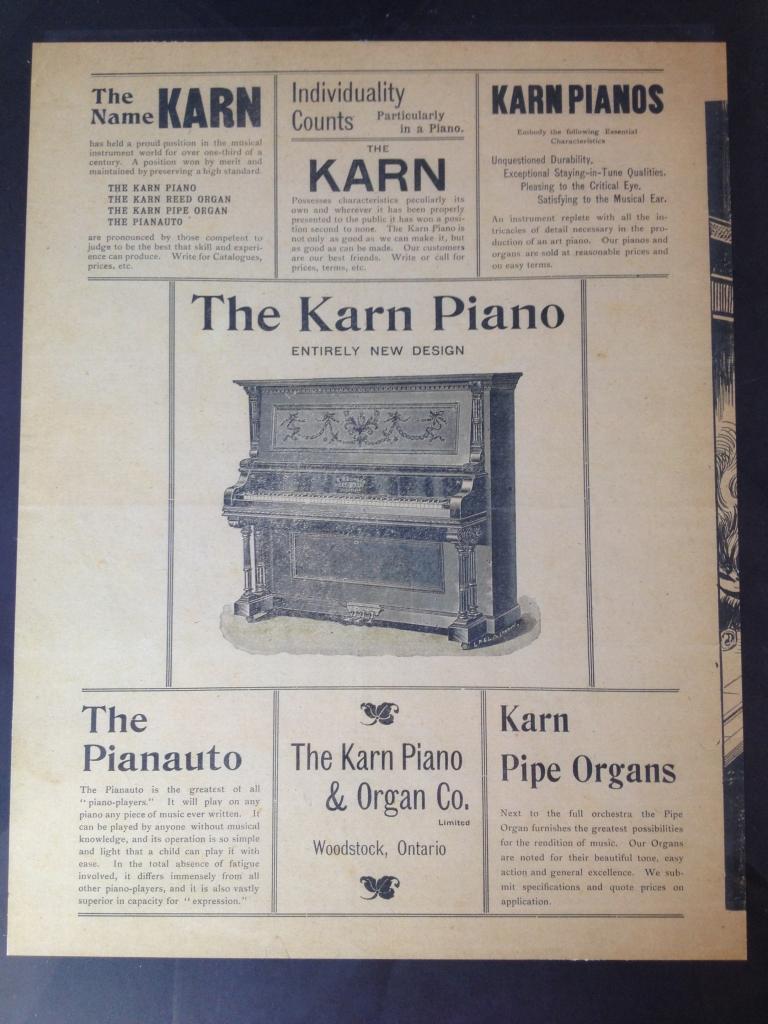 The
Name KARN
has held a proud position in the musical
instrument world for over one-third of a
century. A position won by merit and
maintained by preserving a high standard.
THE KARN PIANO
THE KARN REED ORGAN
THE KARN PIPE ORGAN
THE PIANAUTO
are pronounced by those competent to
judge to be the best that skill and experi-
ence can produce. Write for Catalogues,
prices, etc.
Individuality
Counts Particularly
in a Piano.
THE
KARN
Possesses characteristics peculiarly its
own and wherever it has been properly
presented to the public it has won a posi-
tion second to none. The Karn Piano is
not only as good as we can make it, but
as good as can be made. Our customers
are our best friends. Write or call for
prices, terms, etc.
KARN PIANOS
Embody the following Essential
Characteristics
Unquestioned Durability,
Exceptional Staying-in-Tune Qualities.
Pleasing to the Critical Eye,
Satisfying to the Musical Ear.
An instrument replete with all the in-
tricacies of detail necessary in the pro-
duction of an art piano. Our pianos and
organs are sold at reasonable prices and
on easy terms.
The Karn Piano
ENTIRELY NEW DESIGN
The
Pianauto
The Pianauto is the greatest of all
"piano-players." It will play on any
piano any piece of music ever written. It
can be played by anyone without musical
knowledge, and its operation is so simple
and light that a child can play it with
ease. In the total absence of fatigue
involved, it differs immensely from all
other piano-players, and it is also vastly
superior in capacity for "expression."
The Karn Piano
& Organ Co.
Limited
Woodstock, Ontario
Karn
Pipe Organs
Next to the full orchestra the Pipe
Organ furnishes the greatest possibilities
for the rendition of music. Our Organs
are noted for their beautiful tone, easy
action and general excellence. We sub-
mit specifications and quote prices on
application.